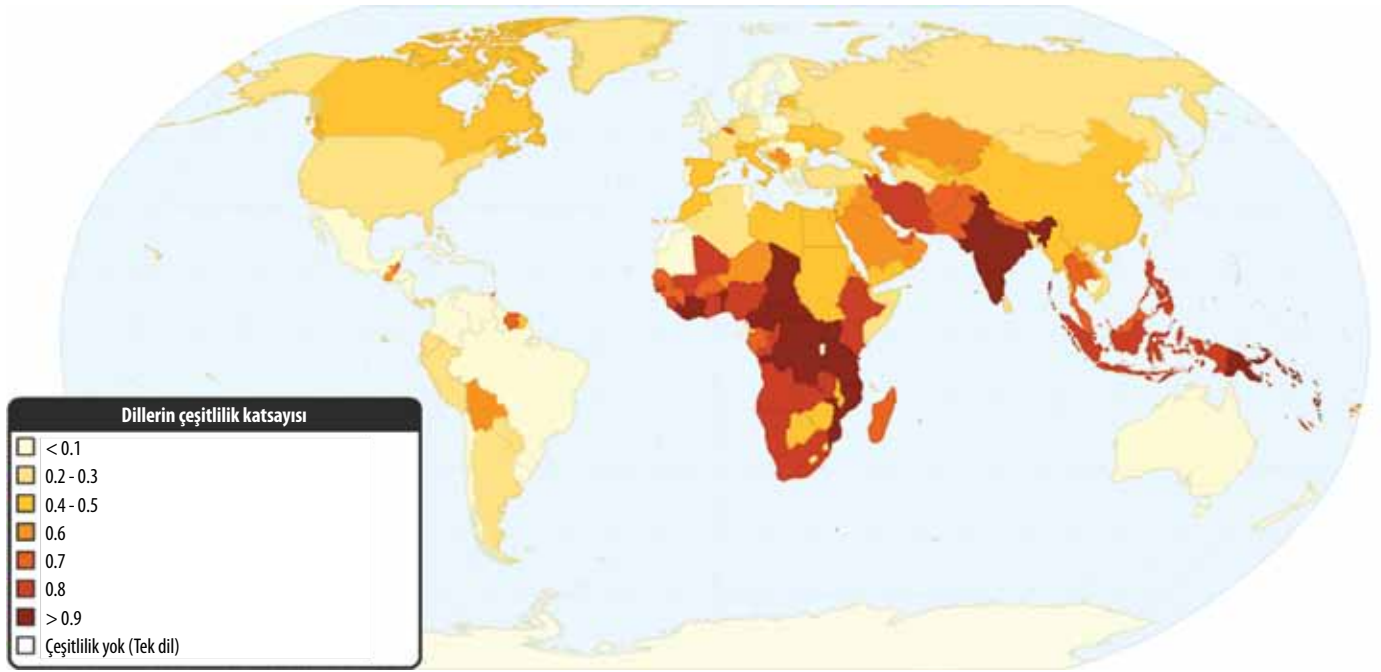 Dillerin çeşitlilik katsayısı
< 0.1
0.2 - 0.3
0.4 - 0.5
0.6
0.7
0.8
> 0.9
Çeşitlilik yok (Tek dil)